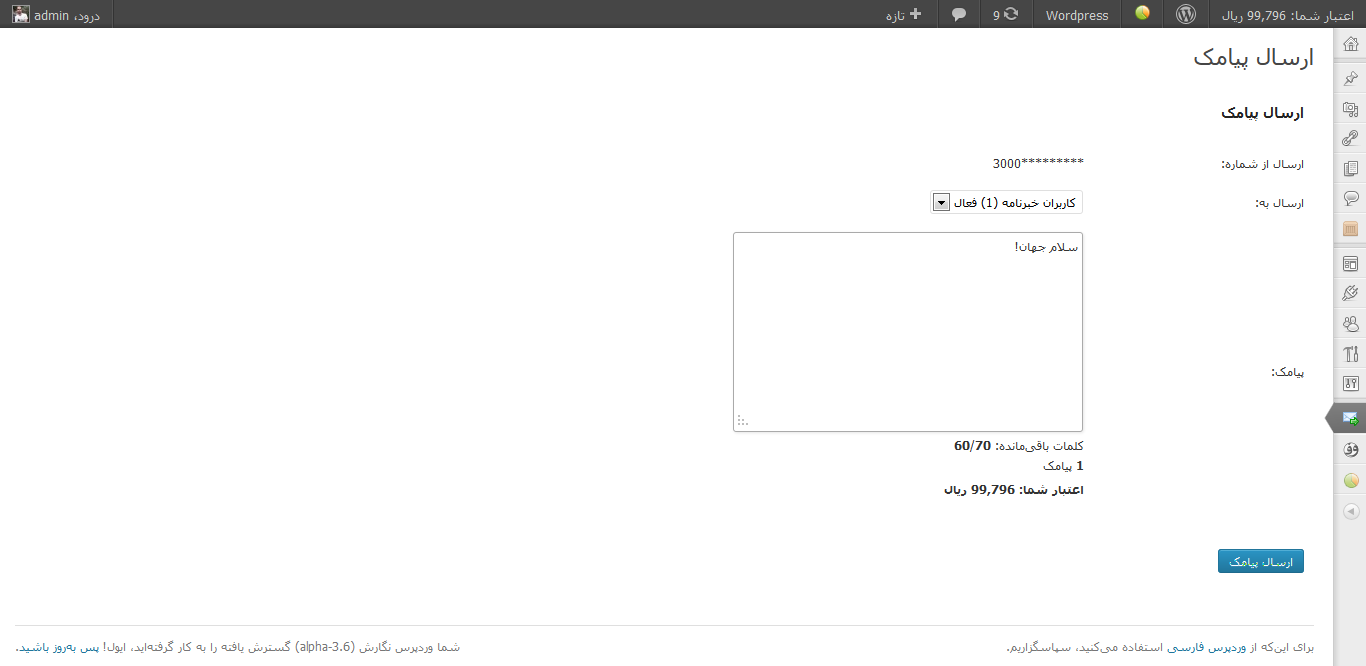 اعتبار شما: 99,796 ریال
Wordpress
9
تازه
درود، admin
ارسال پیامک
ارسال پیامک
ارسال از شماره:
3000*********
ارسال به:
کاربران خبرنامه (1) فعال
پیامک:
سلام جهان!
کلمات باقی‌مانده: 60/70
1 پیامک
اعتبار شما: 99,796 ریال
ارسال پیامک
برای این‌که از وردپرس فارسی استفاده می‌کنید، سپاسگزاریم.
شما وردپرس نگارش (alpha-3.6) گسترش یافته را به کار گرفته‌اید، ایول! پس به‌روز باشید.